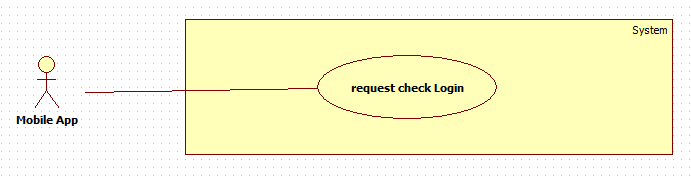 System
request check Login
Mobile App